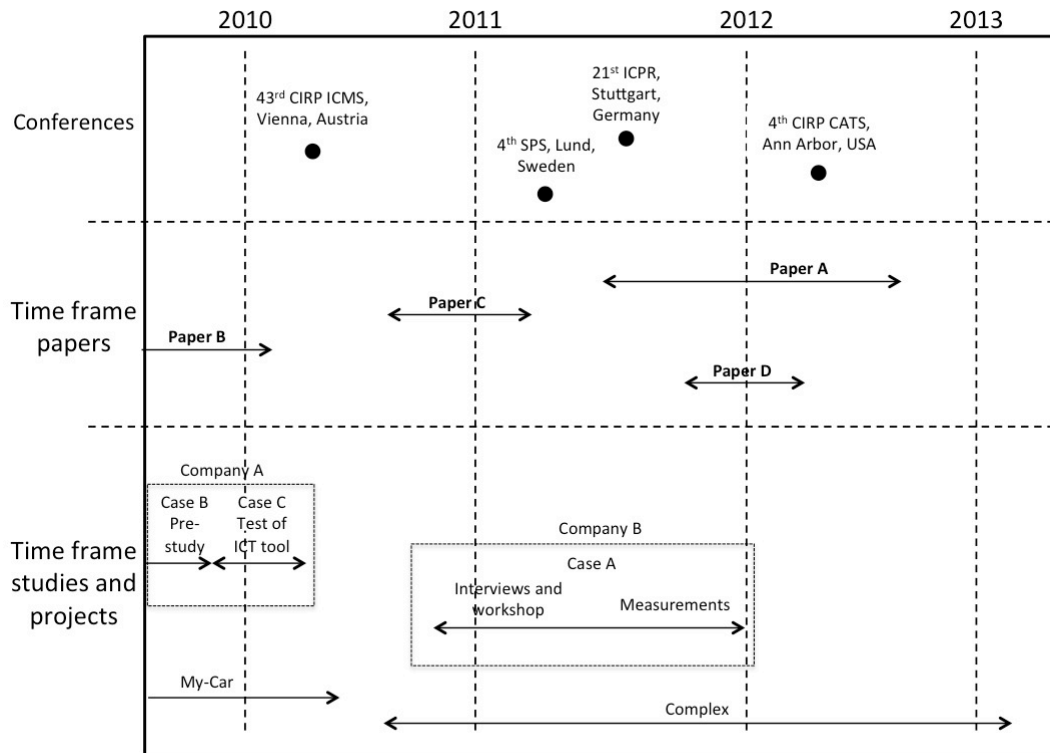 2010 2011 2012 2013
Conferences
43rd CIRP ICMS,
Vienna, Austria
4th SPS, Lund,
Sweden
21st ICPR,
Stuttgart,
Germany
4th CIRP CATS,
Ann Arbor, USA
Time frame
papers
Paper A
Paper C
Paper B
Paper D
Time frame
studies and
projects
Company A
Case B
Pre-
study
Case C
Test of
ICT tool
Company B
Case A
Interviews and
workshop
Measurements
My-Car
Complex